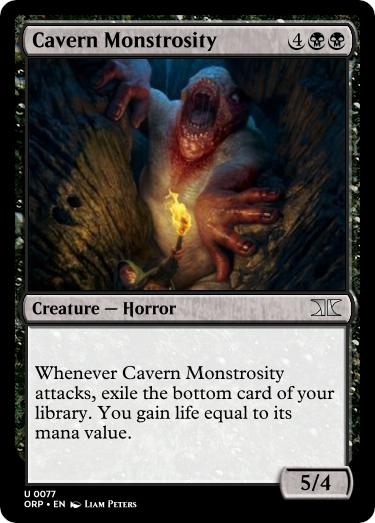 Cavern Monstrosity 4
Creature — Horror
Whenever Cavern Monstrosity
attacks, exile the bottom card of your
library. You gain life equal to its
mana value.
5/4
U 0077
ORP • EN Liam Peters